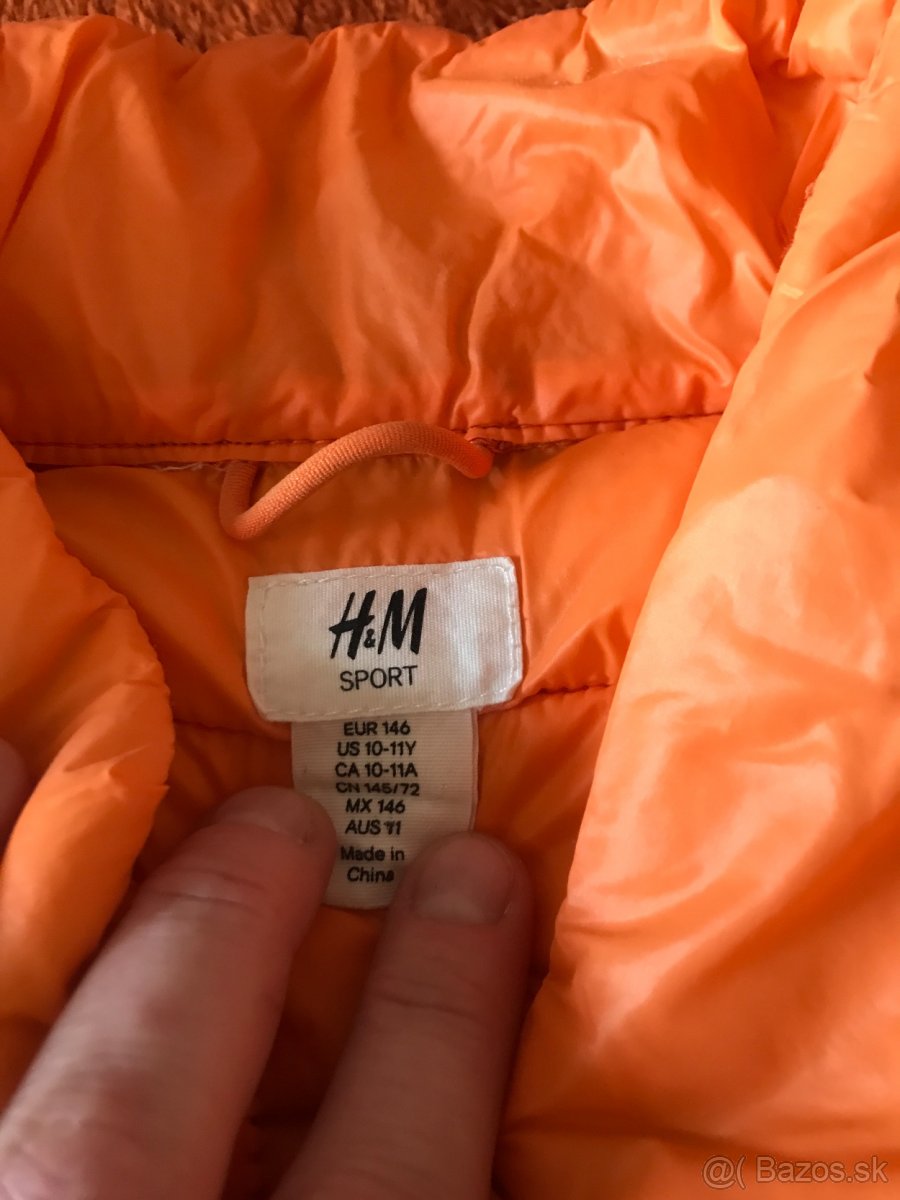 H&M
SPORT
EUR 146
US 10-11Y
CA 10-11A
CN 146/72
MX 146
AUS 11
Made in
China
@( Bazos.sk